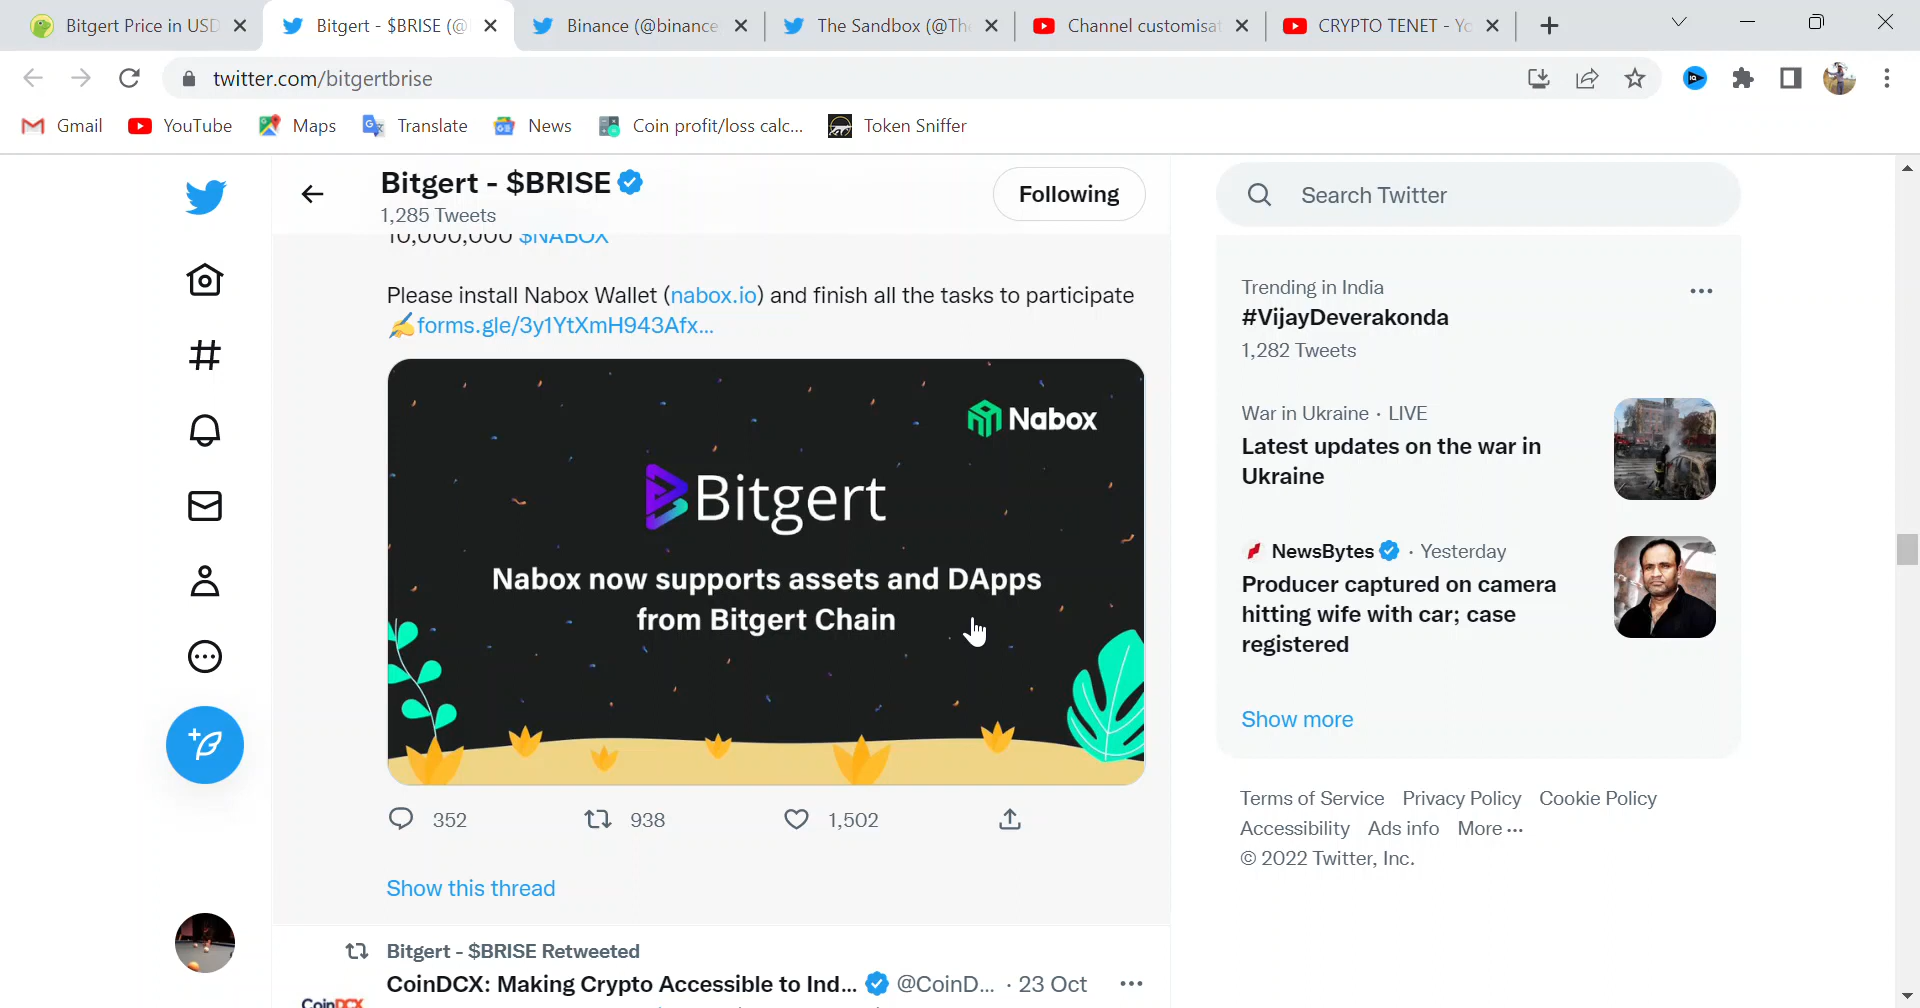 Bitgert Price in USD
Bitgert - $BRISE (@
Binance (@binance
The Sandbox (@The
Channel customisat
CRYPTO TENET - Yo
twitter.com/bitgertbrise
Gmail
YouTube
Maps
Translate
News
Coin profit/loss calc...
Token Sniffer
Bitgert - $BRISE
1,285 Tweets
Following
Search Twitter
10,000,000 $NABOX
Please install Nabox Wallet (nabox.io) and finish all the tasks to participate
✍️forms.gle/3y1YtXmH943Afx...
Nabox
Bitgert
Nabox now supports assets and DApps
from Bitgert Chain
352
938
1,502
Show this thread
Bitgert - $BRISE Retweeted
CoinDCX: Making Crypto Accessible to Ind... @CoinD... · 23 Oct
CoinDCX
Trending in India
#VijayDeverakonda
1,282 Tweets
War in Ukraine · LIVE
Latest updates on the war in
Ukraine
NewsBytes · Yesterday
Producer captured on camera
hitting wife with car; case
registered
Show more
Terms of Service Privacy Policy Cookie Policy
Accessibility Ads info More ···
© 2022 Twitter, Inc.